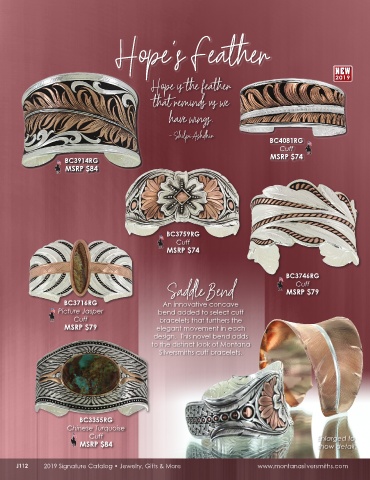 Hope's Feather
Hope is the feather
that reminds us we
have wings.
NEW
2019
BC3914RG
MSRP $84
BC4081RG
Cuff
MSRP $74
BC3759RG
Cuff
MSRP $74
BC3746RG
Cuff
MSRP $79
BC3716RG
Picture Jasper
Cuff
MSRP $79
Saddle Bend
An innovative concave
bend added to select cuff
bracelets that furthers the
elegant movement in each
design. This novel bend adds
to the distinct look of Montana
Silversmiths cuff bracelets.
BC3355RG
Chinese Turquoise
Cuff
MSRP $84
Enlarged to
show detail.
J112 2019 Signature Catalog • Jewelry, Gifts & More www.montanasilversmiths.com